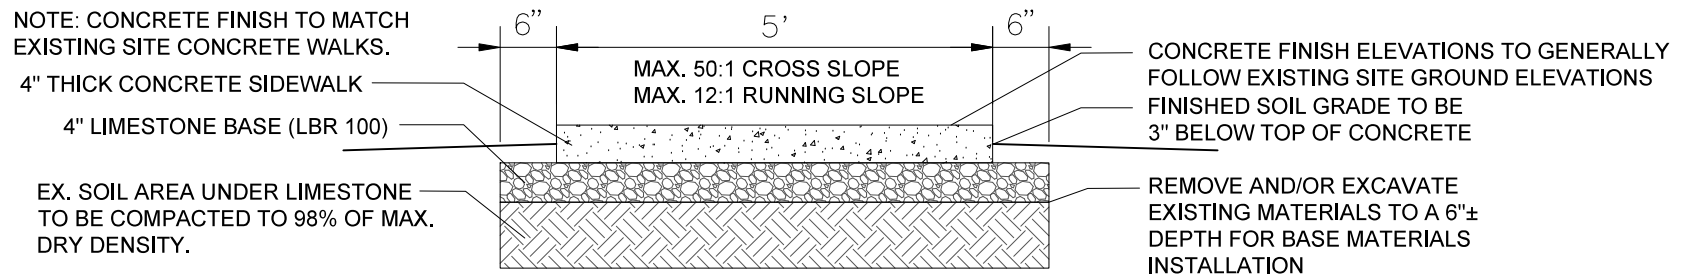 NOTE: CONCRETE FINISH TO MATCH
EXISTING SITE CONCRETE WALKS.
4" THICK CONCRETE SIDEWALK
4" LIMESTONE BASE (LBR 100)
EX. SOIL AREA UNDER LIMESTONE
TO BE COMPACTED TO 98% OF MAX.
DRY DENSITY.
6" 5' 6"
MAX. 50:1 CROSS SLOPE
MAX. 12:1 RUNNING SLOPE
CONCRETE FINISH ELEVATIONS TO GENERALLY
FOLLOW EXISTING SITE GROUND ELEVATIONS
FINISHED SOIL GRADE TO BE
3" BELOW TOP OF CONCRETE
REMOVE AND/OR EXCAVATE
EXISTING MATERIALS TO A 6"±
DEPTH FOR BASE MATERIALS
INSTALLATION